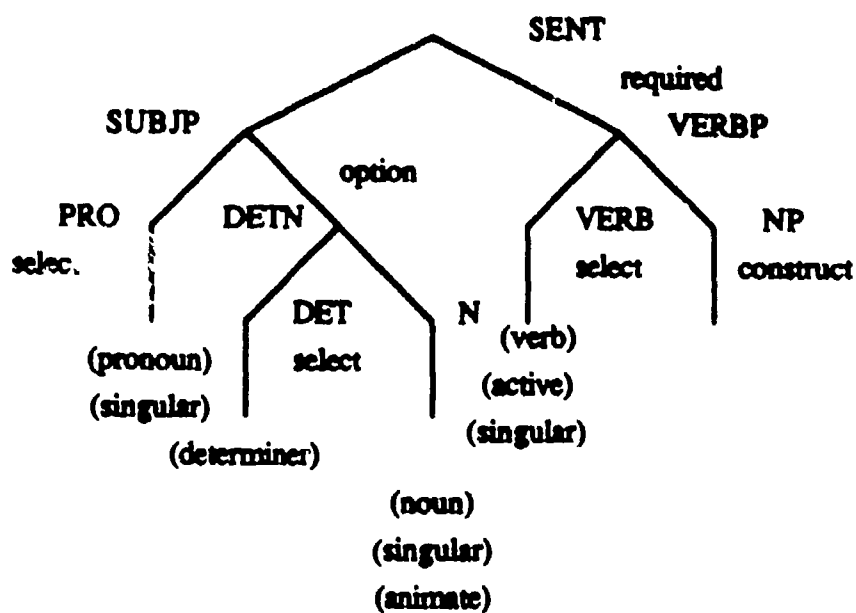 SENT
required
SUBJP
VERBP
option
PRO
DETN
VERB
NP
selec.
select
construct
DET
N
(verb)
(pronoun)
select
(active)
(singular)
(singular)
(determiner)
(noun)
(singular)
(animate)